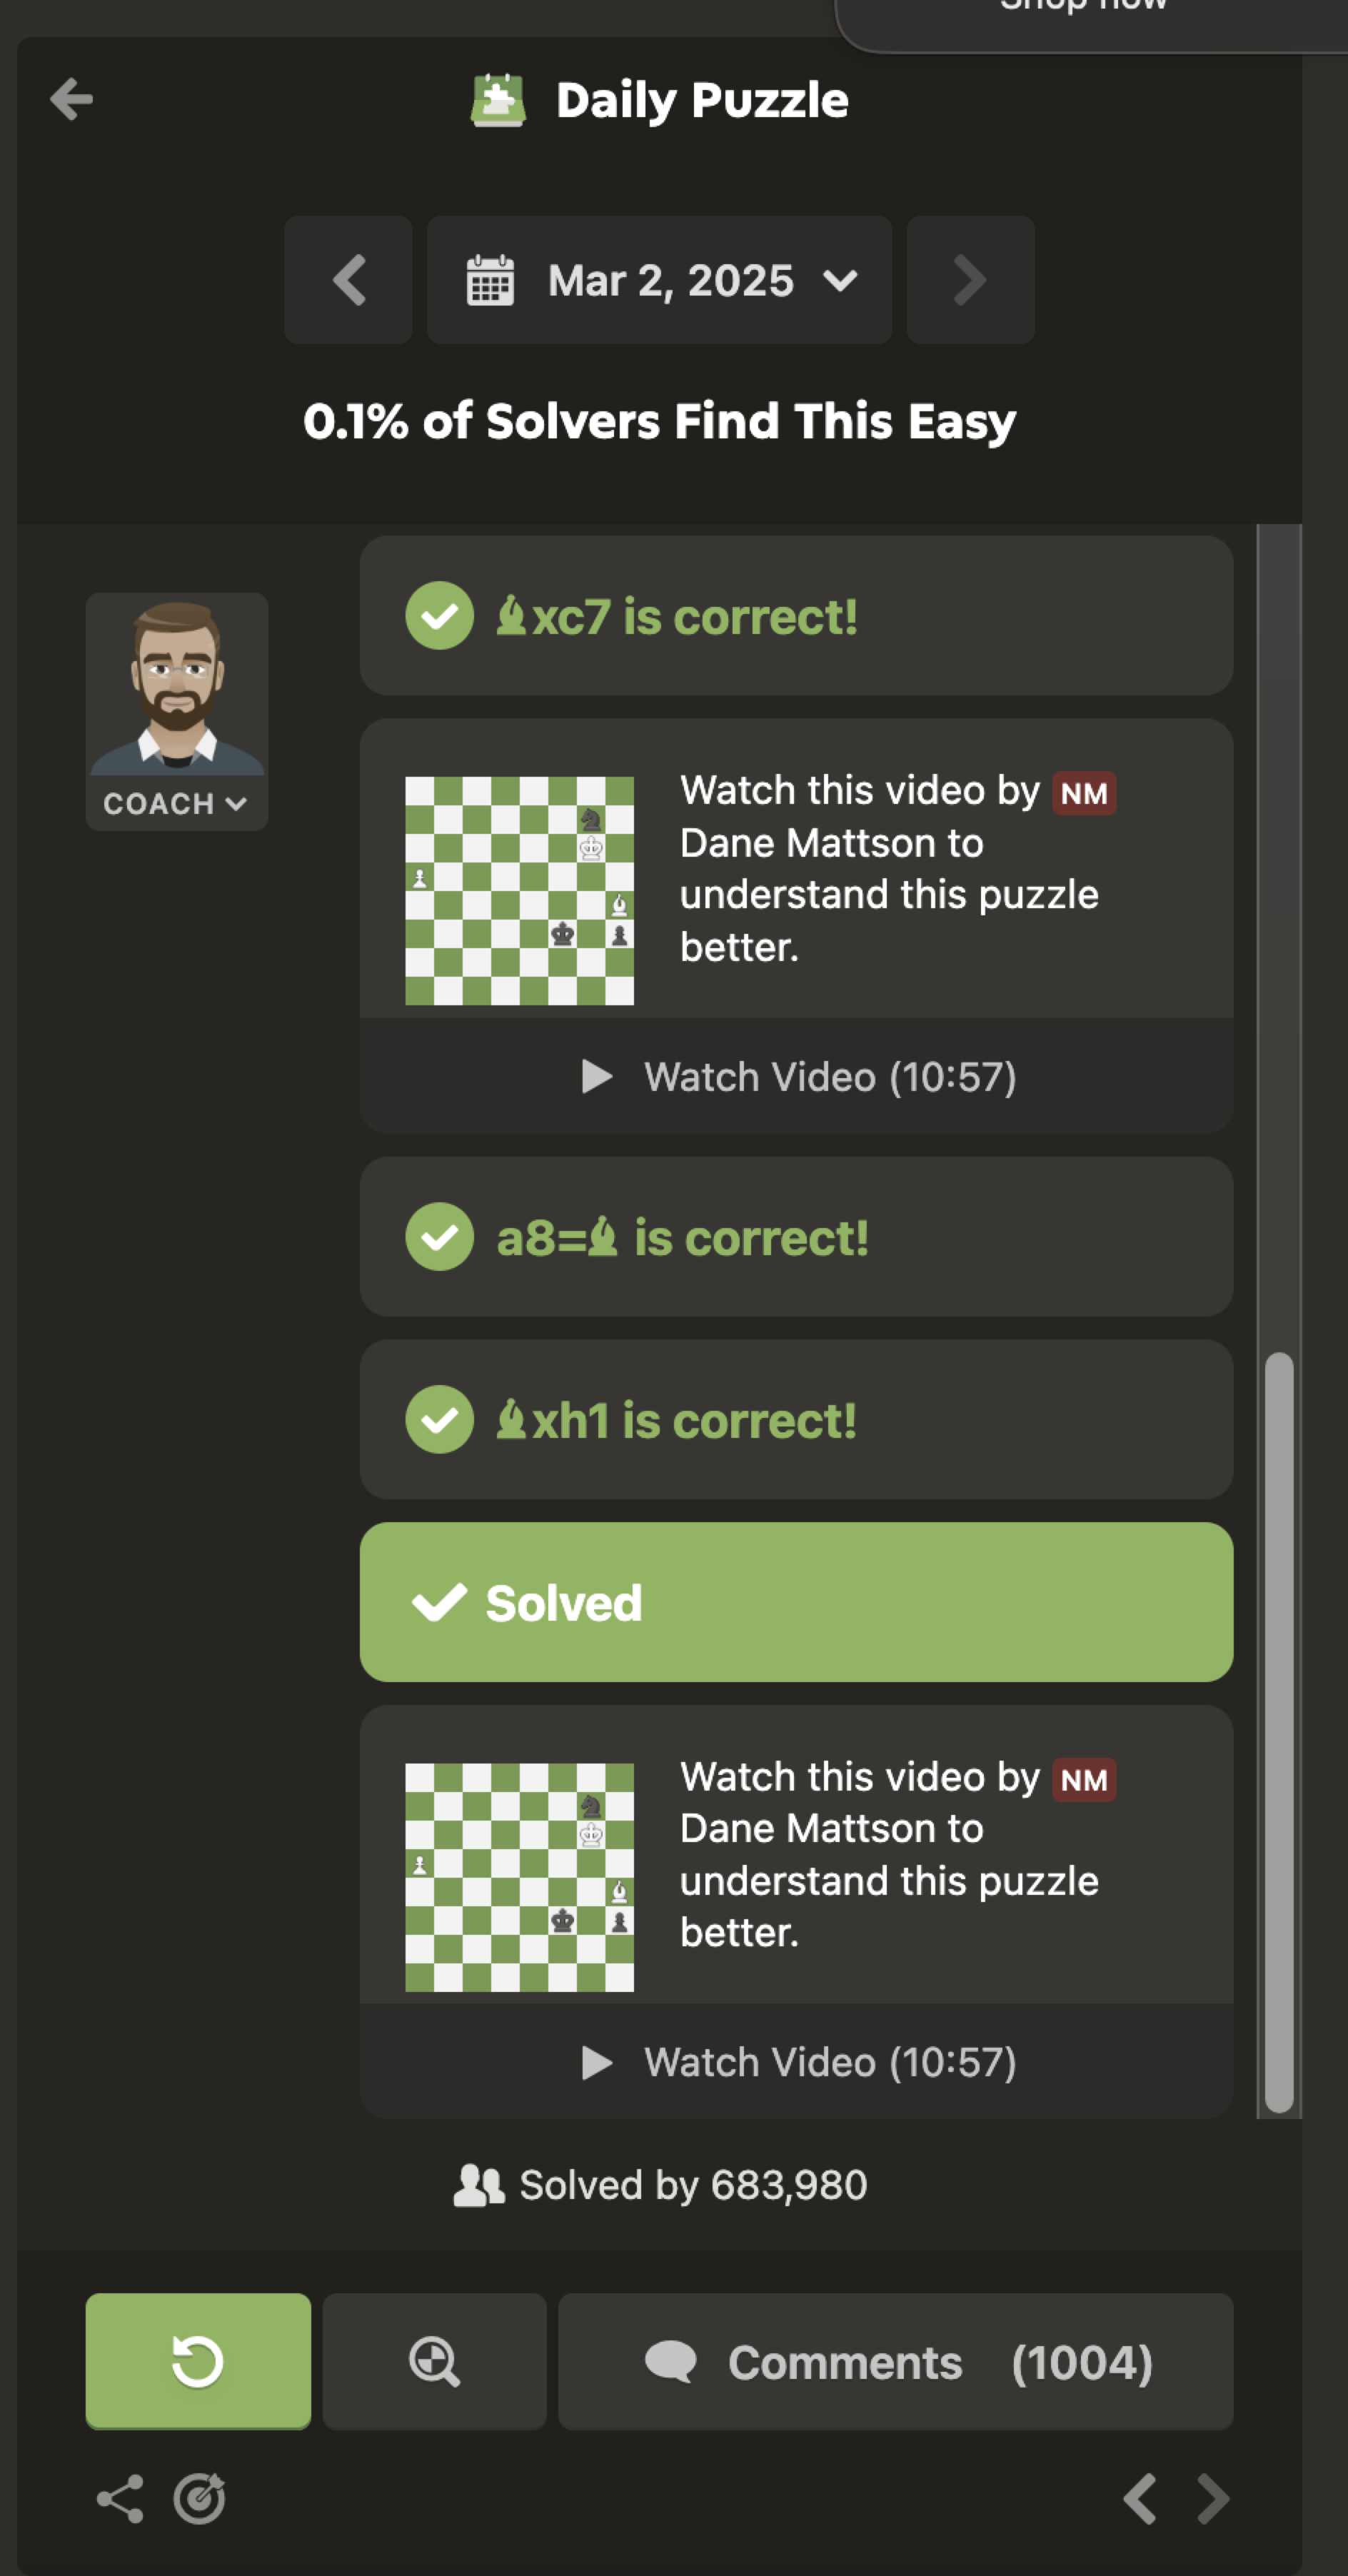 Shop now
Daily Puzzle
Mar 2, 2025
0.1% of Solvers Find This Easy
COACH
♝xc7 is correct!
Watch this video by NM
Dane Mattson to
understand this puzzle
better.
Watch Video (10:57)
a8=♝ is correct!
♝xh1 is correct!
Solved
Watch this video by NM
Dane Mattson to
understand this puzzle
better.
Watch Video (10:57)
Solved by 683,980
Comments (1004)